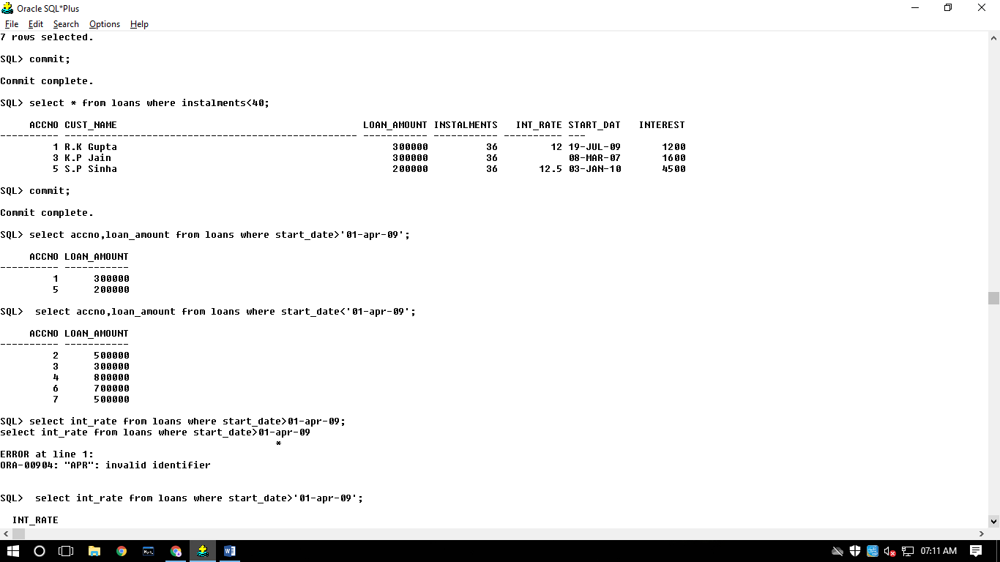 Oracle SQL*Plus
File Edit Search Options Help
7 rows selected.
SQL> commit;
Commit complete.
SQL> select * from loans where instalments<40;
ACCNO CUST_NAME LOAN_AMOUNT INSTALMENTS INT_RATE START_DAT INTEREST
---------- -------------------------------------------------- ----------- ----------- ---------- ---
1 R.K Gupta 300000 36 12 19-JUL-09 1200
3 K.P Jain 300000 36 08-MAR-07 1600
5 S.P Sinha 200000 36 12.5 03-JAN-10 4500
SQL> commit;
Commit complete.
SQL> select accno,loan_amount from loans where start_date>'01-apr-09';
ACCNO LOAN_AMOUNT
---------- -----------
1 300000
5 200000
SQL>  select accno,loan_amount from loans where start_date<'01-apr-09';
ACCNO LOAN_AMOUNT
---------- -----------
2 500000
3 300000
4 800000
6 700000
7 500000
SQL> select int_rate from loans where start_date>01-apr-09;
select int_rate from loans where start_date>01-apr-09
*
ERROR at line 1:
ORA-00904: "APR": invalid identifier
SQL>  select int_rate from loans where start_date>'01-apr-09';
INT_RATE
07:11 AM